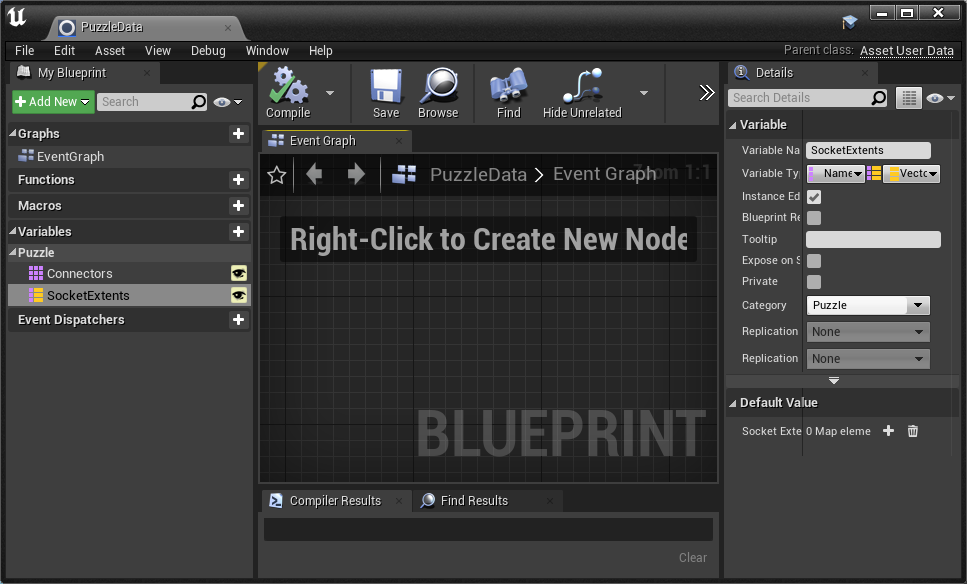 PuzzleData
File Edit Asset View Debug Window Help
Parent class: Asset User Data
My Blueprint
Add New
Search
Graphs
EventGraph
Functions
Macros
Variables
Puzzle
Connectors
SocketExtents
Event Dispatchers
Compile
Save
Browse
Find
Hide Unrelated
Event Graph
PuzzleData > Event Graph
Zoom 1:1
Right-Click to Create New Node
BLUEPRINT
Compiler Results
Find Results
Clear
Details
Search Details
Variable
Variable Na SocketExtents
Variable Ty Name Vecto
Instance Ed
Blueprint Re
Tooltip
Expose on S
Private
Category Puzzle
Replication None
Replication None
Default Value
Socket Exte 0 Map eleme